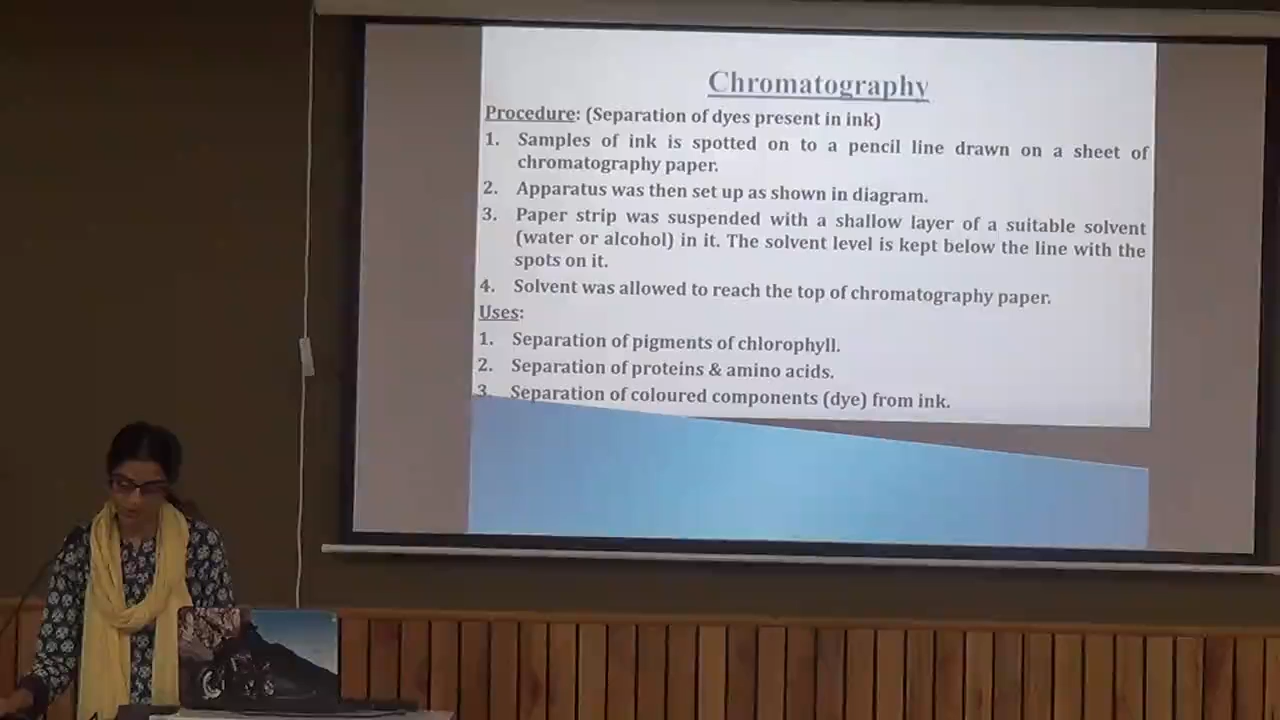 Chromatography
Procedure: (Separation of dyes present in ink)
1. Samples of ink is spotted on to a pencil line drawn on a sheet of
chromatography paper.
2. Apparatus was then set up as shown in diagram.
3. Paper strip was suspended with a shallow layer of a suitable solvent
(water or alcohol) in it. The solvent level is kept below the line with the
spots on it.
4. Solvent was allowed to reach the top of chromatography paper.
Uses:
1. Separation of pigments of chlorophyll.
2. Separation of proteins & amino acids.
3. Separation of coloured components (dye) from ink.